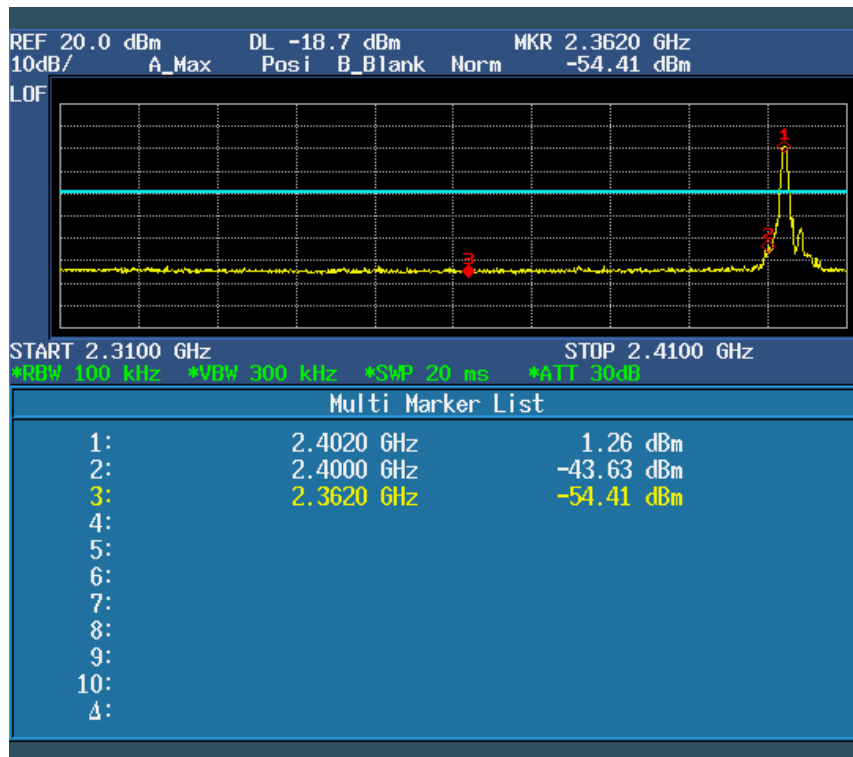 REF 20.0 dBm DL -18.7 dBm MKR 2.3620 GHz
10dB/ A_Max Posi B_Blank Norm -54.41 dBm
LOF
1
2
3
START 2.3100 GHz STOP 2.4100 GHz
*RBW 100 kHz *VBW 300 kHz *SWP 20 ms *ATT 30dB
Multi Marker List
1: 2.4020 GHz 1.26 dBm
2: 2.4000 GHz -43.63 dBm
3: 2.3620 GHz -54.41 dBm
4:
5:
6:
7:
8:
9:
10:
Δ: